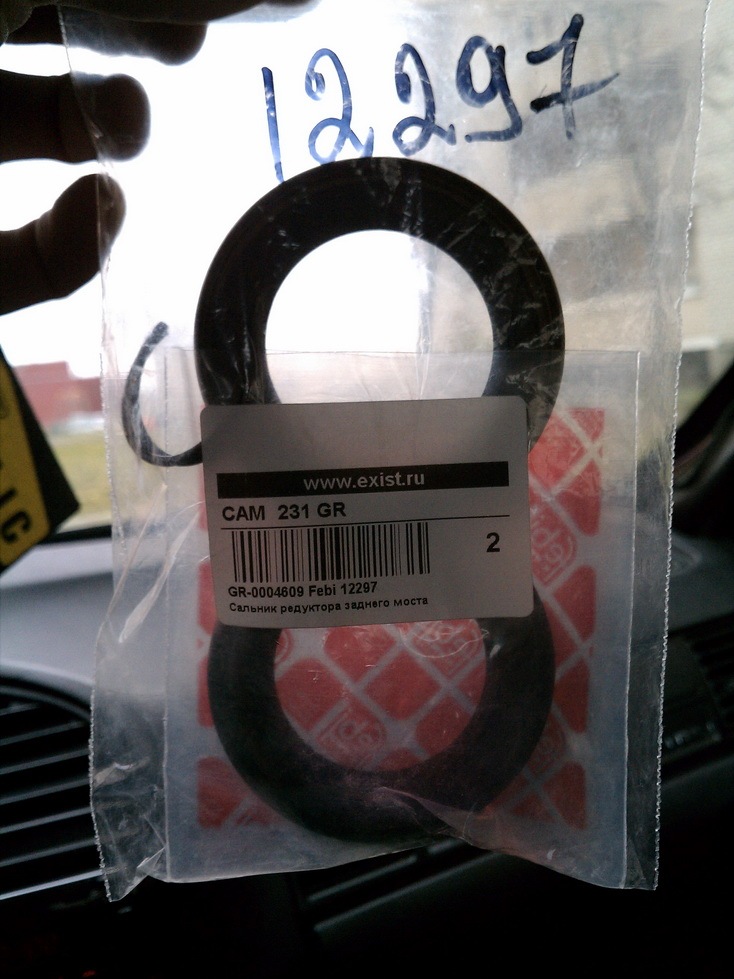 12297
www.exist.ru
CAM 231 GR
2
GR-0004609 Febi 12297
Сальник редуктора заднего моста